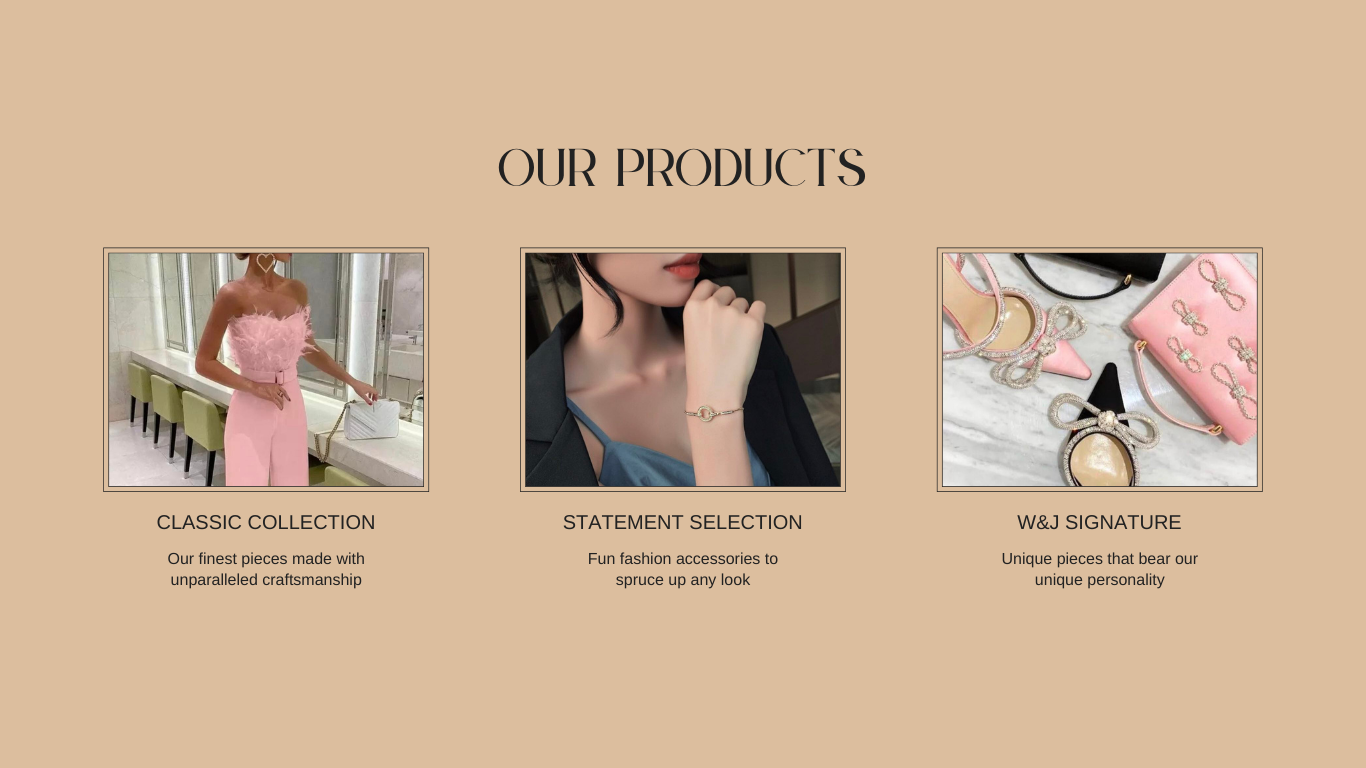 OUR PRODUCTS
CLASSIC COLLECTION
Our finest pieces made with
unparalleled craftsmanship
STATEMENT SELECTION
Fun fashion accessories to
spruce up any look
W&J SIGNATURE
Unique pieces that bear our
unique personality